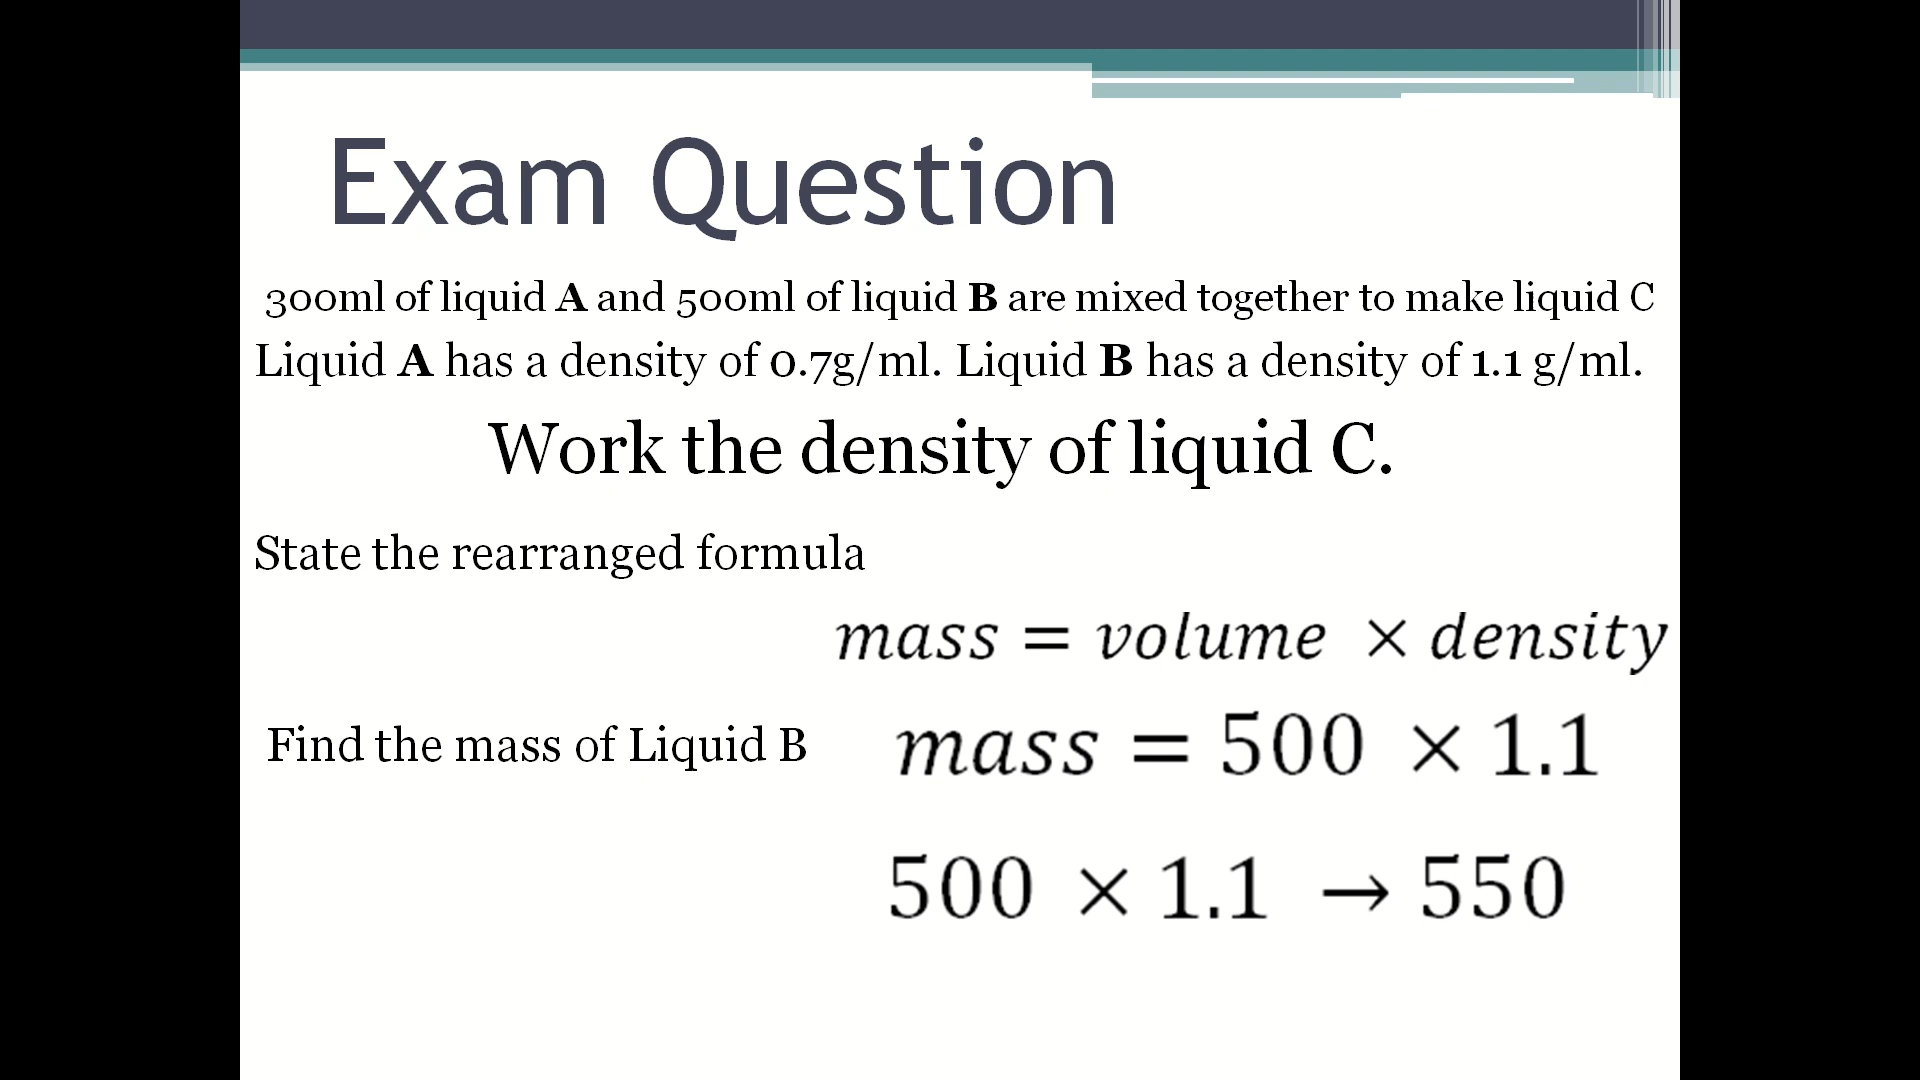 Exam Question
300ml of liquid A and 500ml of liquid B are mixed together to make liquid C
Liquid A has a density of 0.7g/ml. Liquid B has a density of 1.1 g/ml.
Work the density of liquid C.
State the rearranged formula
mass = volume × density
Find the mass of Liquid B
mass = 500 × 1.1
500 × 1.1 → 550